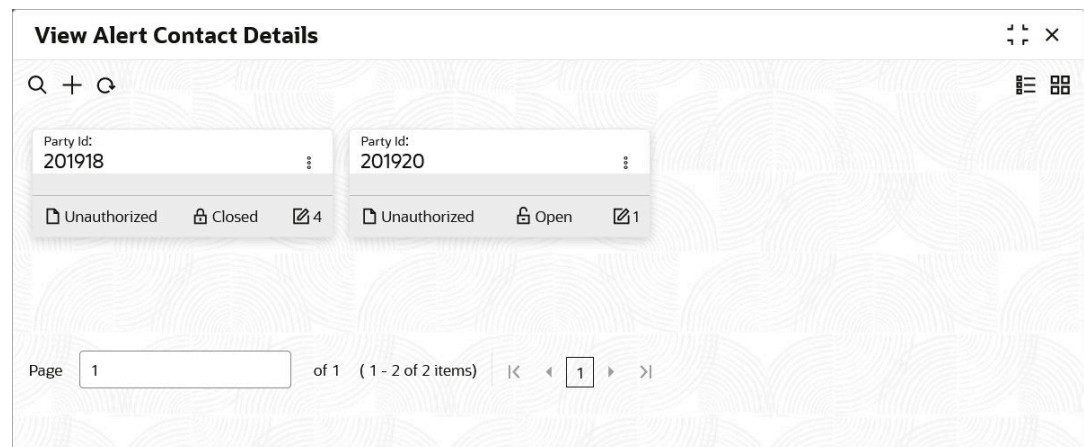 View Alert Contact Details
Party Id:
201918
Unauthorized Closed 4
Party Id:
201920
Unauthorized Open 1
Page 1 of 1 ( 1 - 2 of 2 items) 1